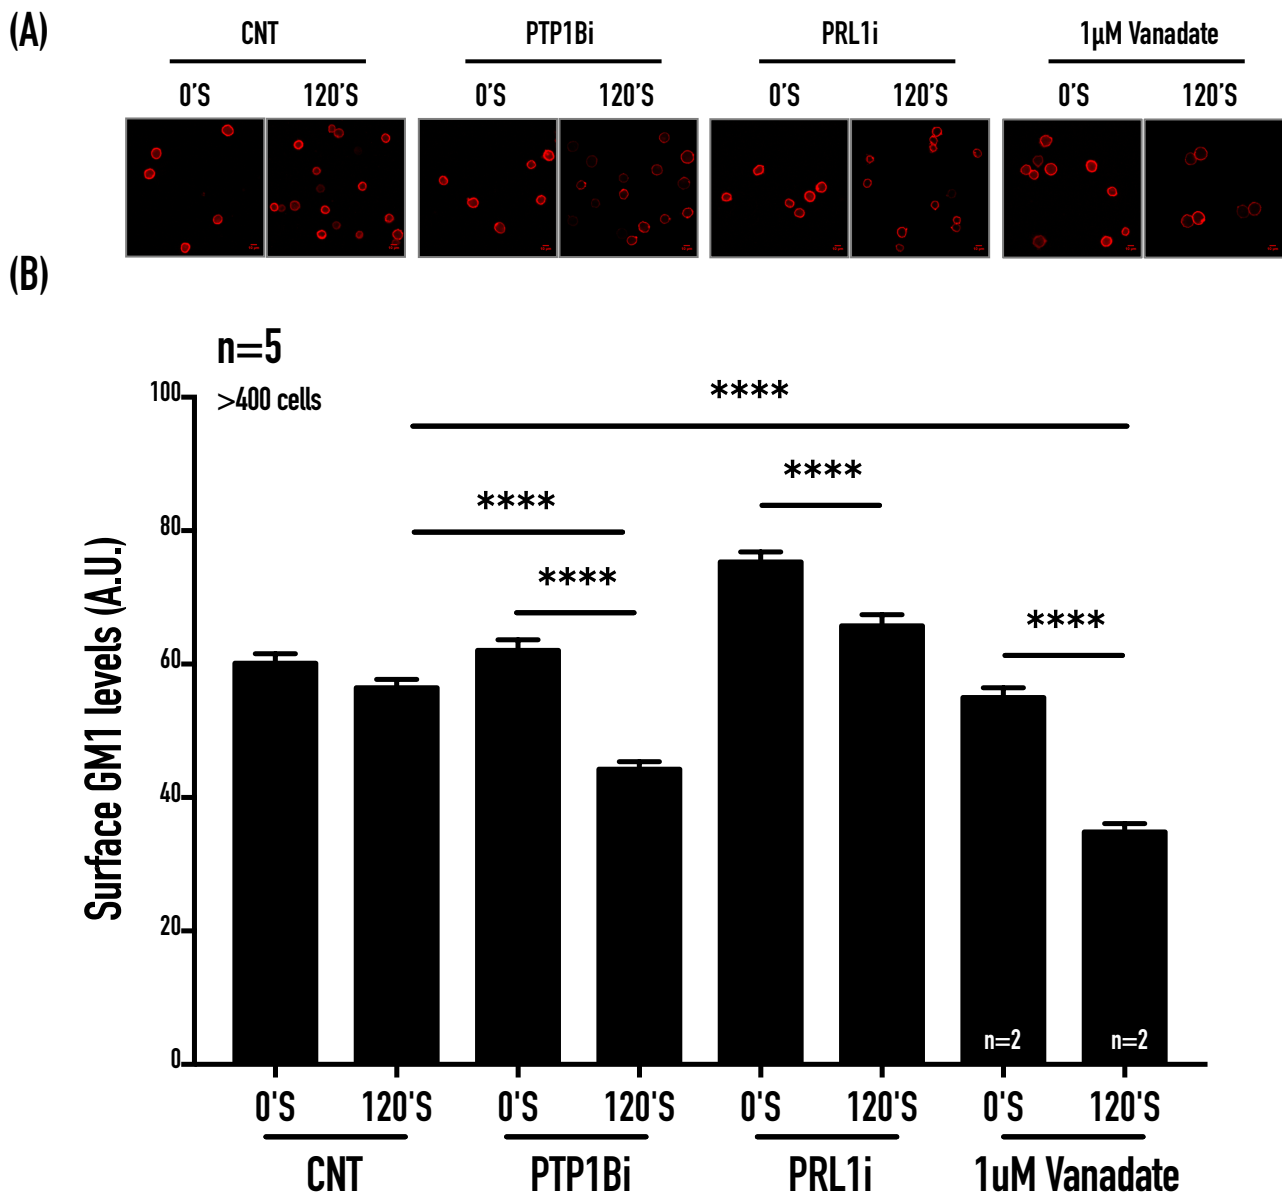 (A)
CNT
PTP1Bi
PRL1i
1µM Vanadate
0'S
120'S
0'S
120'S
0'S
120'S
0'S
120'S
(B)
n=5
>400 cells
****
****
****
****
****
Surface GM1 levels (A.U.)
100
80
60
40
20
0
n=2
n=2
0'S
120'S
0'S
120'S
0'S
120'S
0'S
120'S
CNT
PTP1Bi
PRL1i
1uM Vanadate